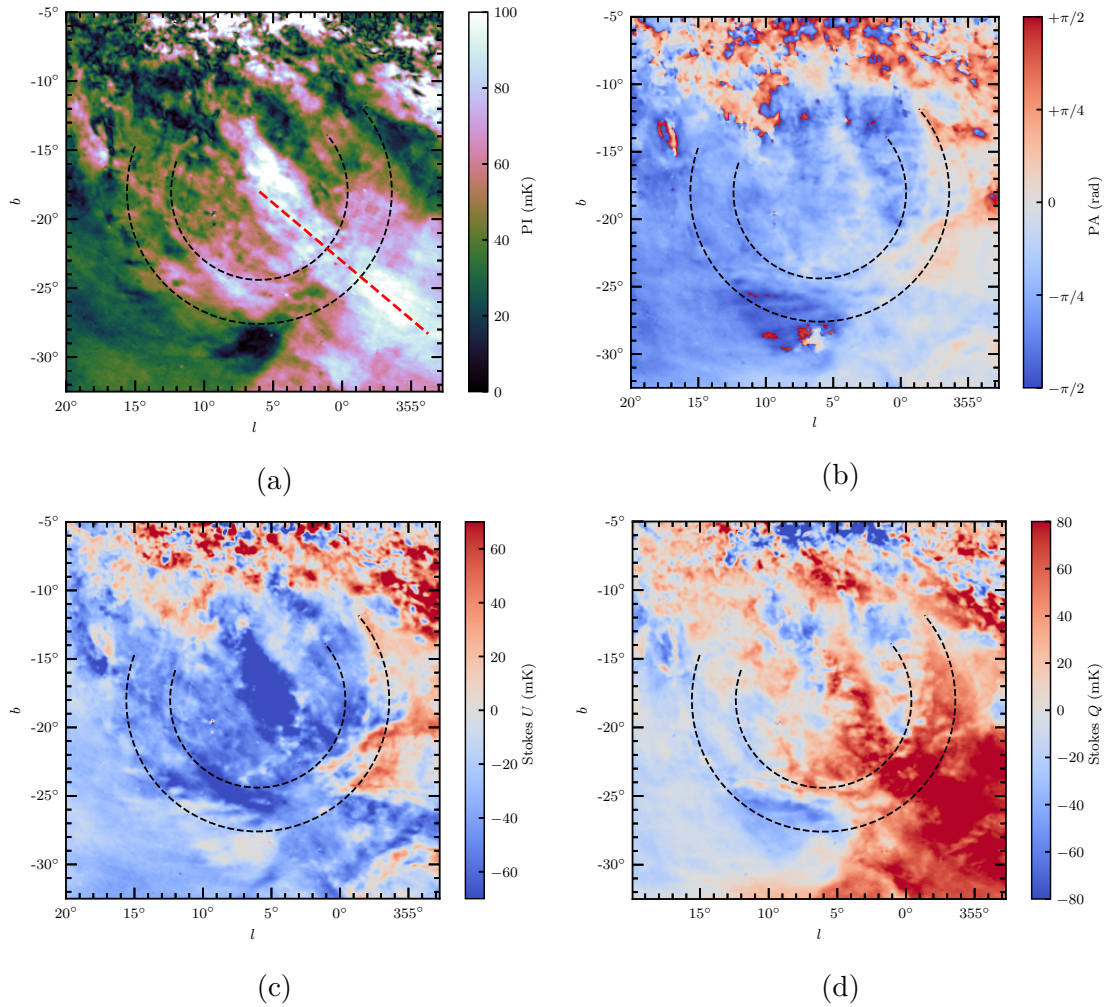 -5°
-10°
-15°
-20°
-25°
-30°
b
20° 15° 10° 5° 0° 355°
l
100
80
60
40
20
0
PI (mK)
(a)
-5°
-10°
-15°
-20°
-25°
-30°
b
20° 15° 10° 5° 0° 355°
l
+π/2
+π/4
0
−π/4
−π/2
PA (rad)
(b)
-5°
-10°
-15°
-20°
-25°
-30°
b
20° 15° 10° 5° 0° 355°
l
60
40
20
0
−20
−40
−60
Stokes U (mK)
(c)
-5°
-10°
-15°
-20°
-25°
-30°
b
15° 10° 5° 0° 355°
l
80
60
40
20
0
−20
−40
−60
−80
Stokes Q (mK)
(d)